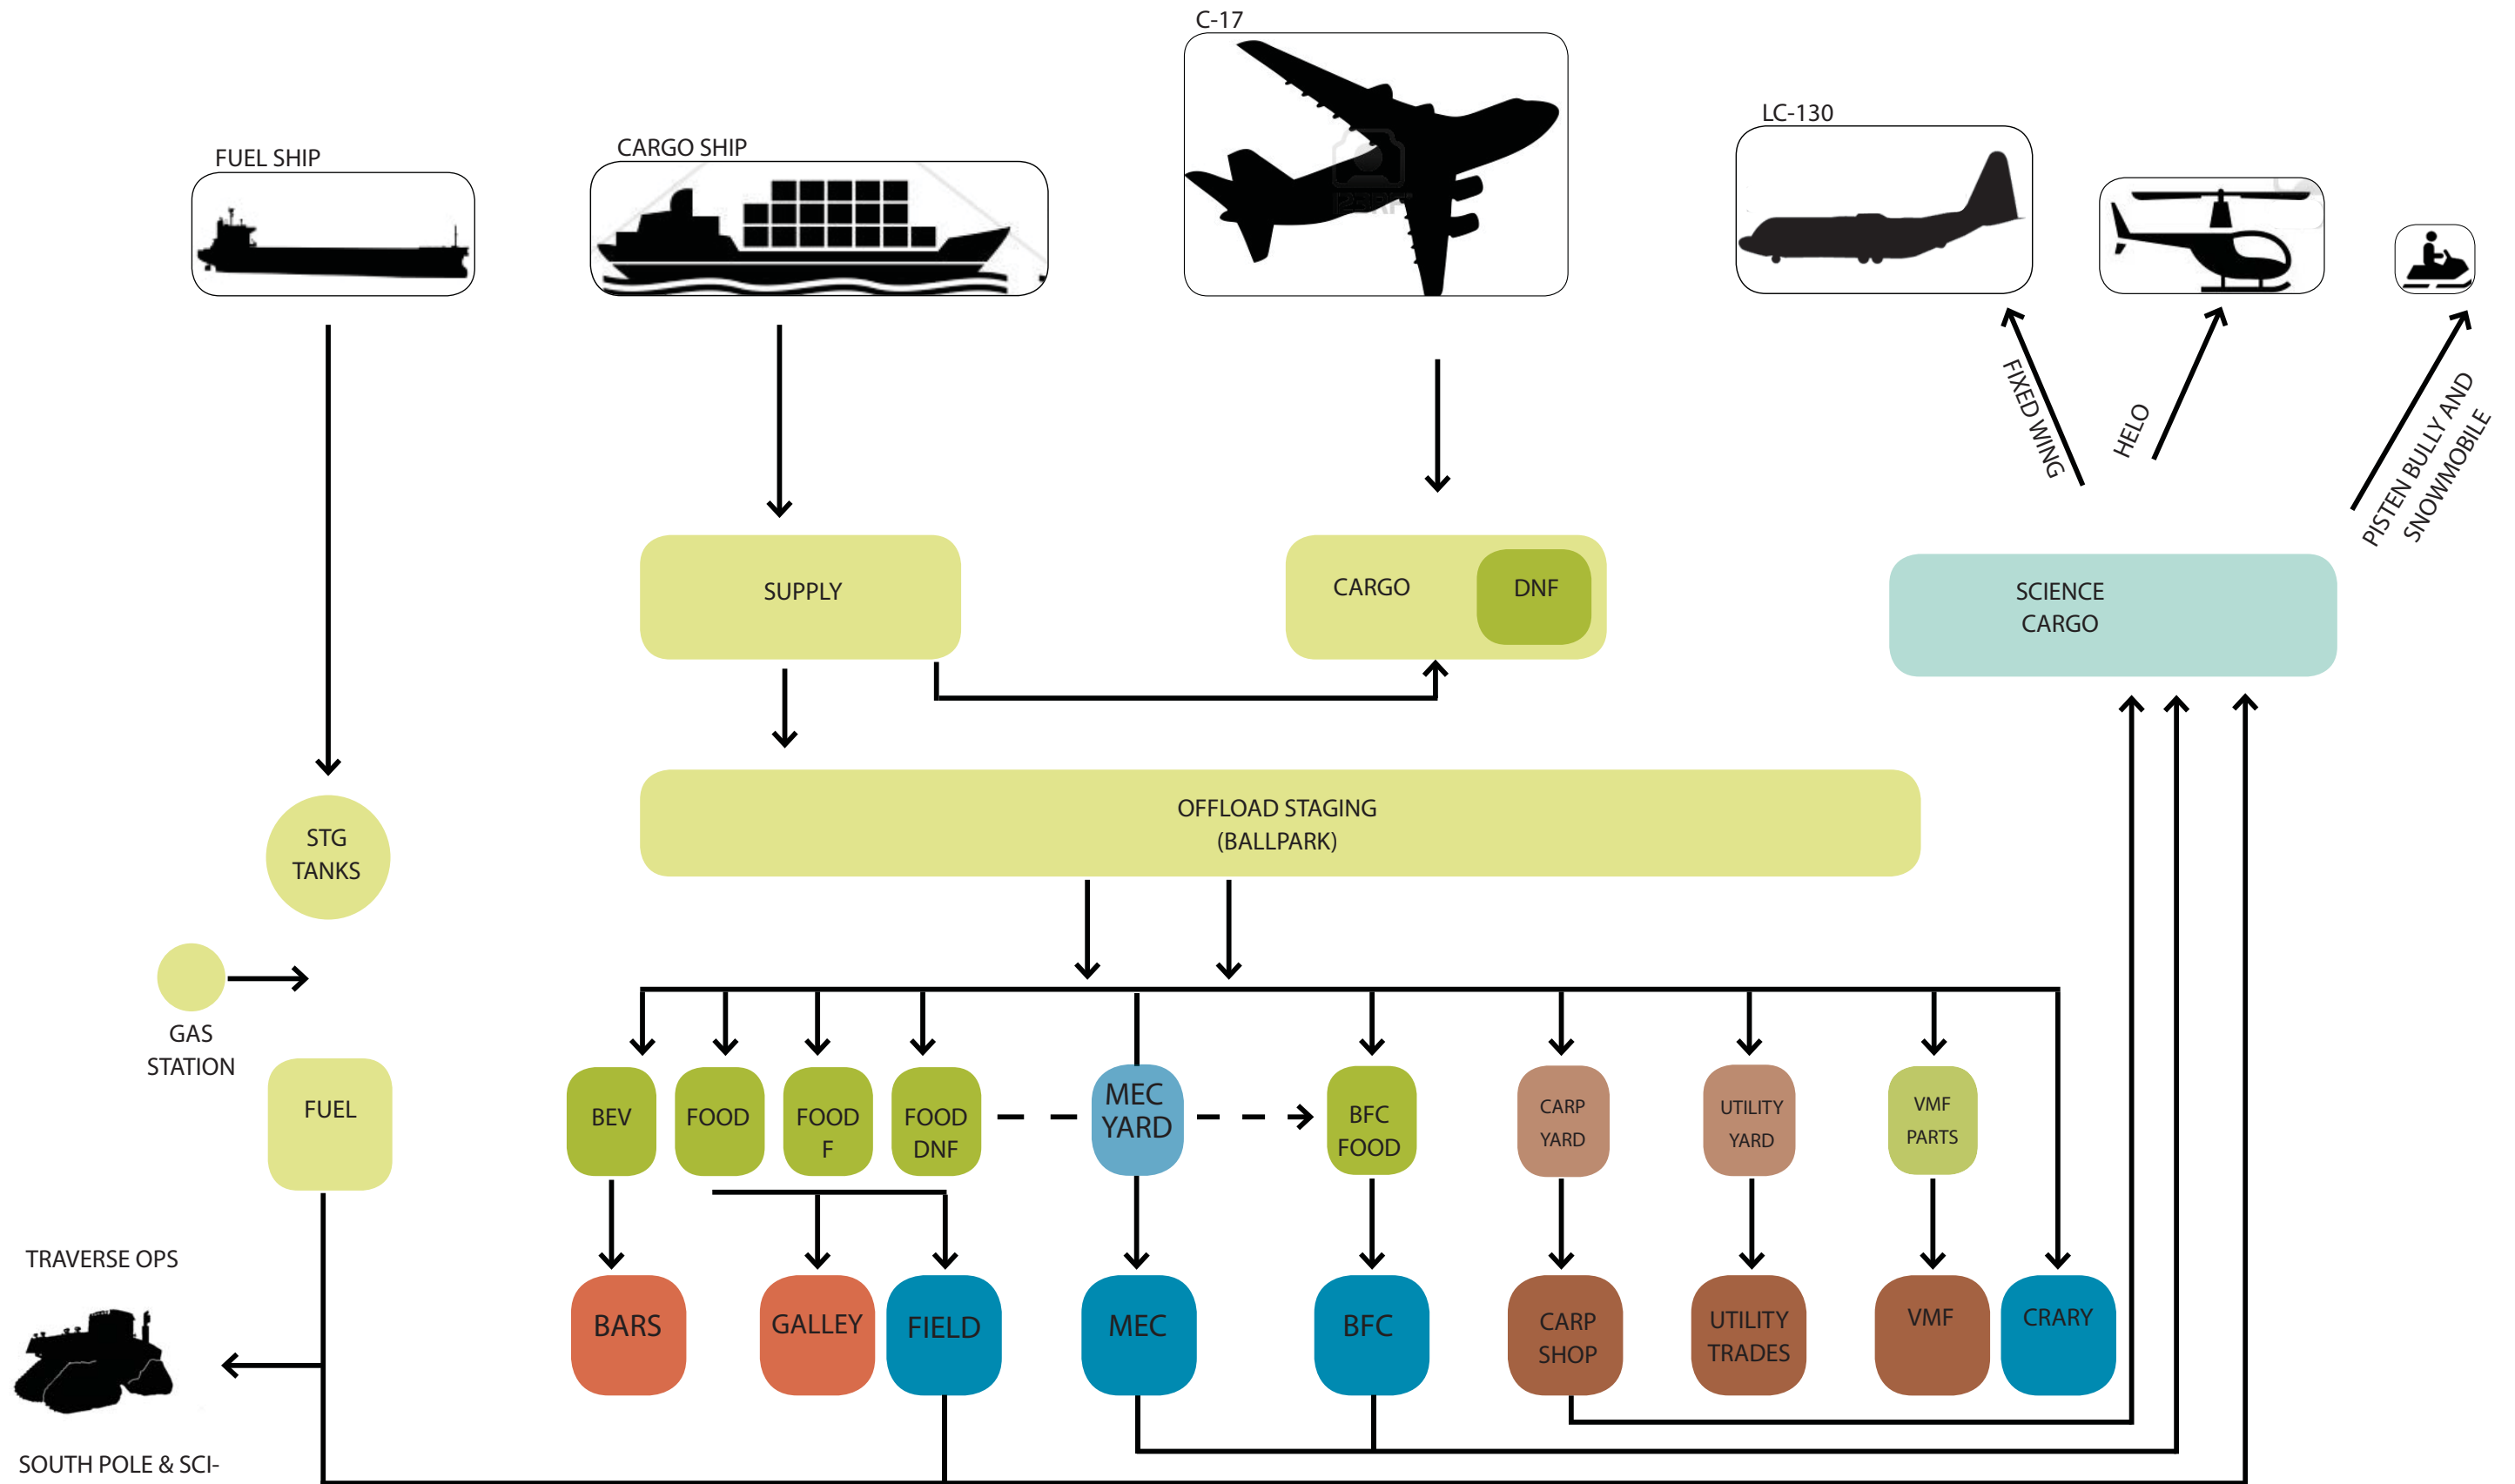 C-17
LC-130
CARGO SHIP
FUEL SHIP
FIXED WING
HELO
PISTEN BULLY AND
SNOWMOBILE
SUPPLY
CARGO
DNF
SCIENCE
CARGO
OFFLOAD STAGING
(BALLPARK)
STG
TANKS
GAS
STATION
FUEL
BEV
FOOD
FOOD
F
FOOD
DNF
MEC
YARD
BFC
FOOD
CARP
YARD
UTILITY
YARD
VMF
PARTS
TRAVERSE OPS
BARS
GALLEY
FIELD
MEC
BFC
CARP
SHOP
UTILITY
TRADES
VMF
CRARY
SOUTH POLE & SCI-